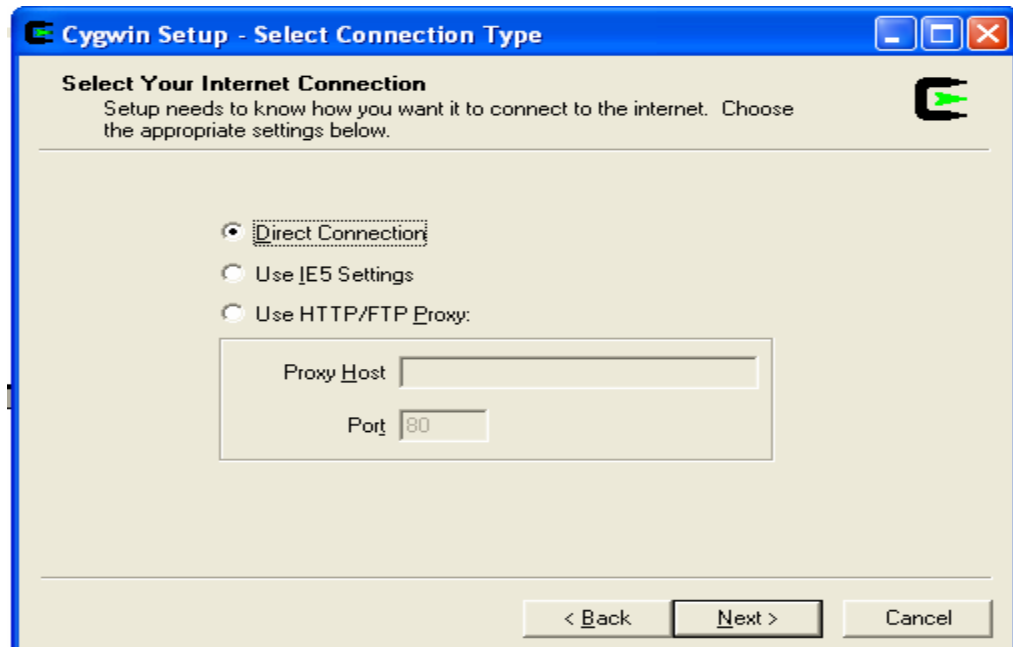 Cygwin Setup - Select Connection Type
Select Your Internet Connection
Setup needs to know how you want it to connect to the internet. Choose
the appropriate settings below.
Direct Connection
Use IE5 Settings
Use HTTP/FTP Proxy:
Proxy Host
Port 80
< Back Next > Cancel